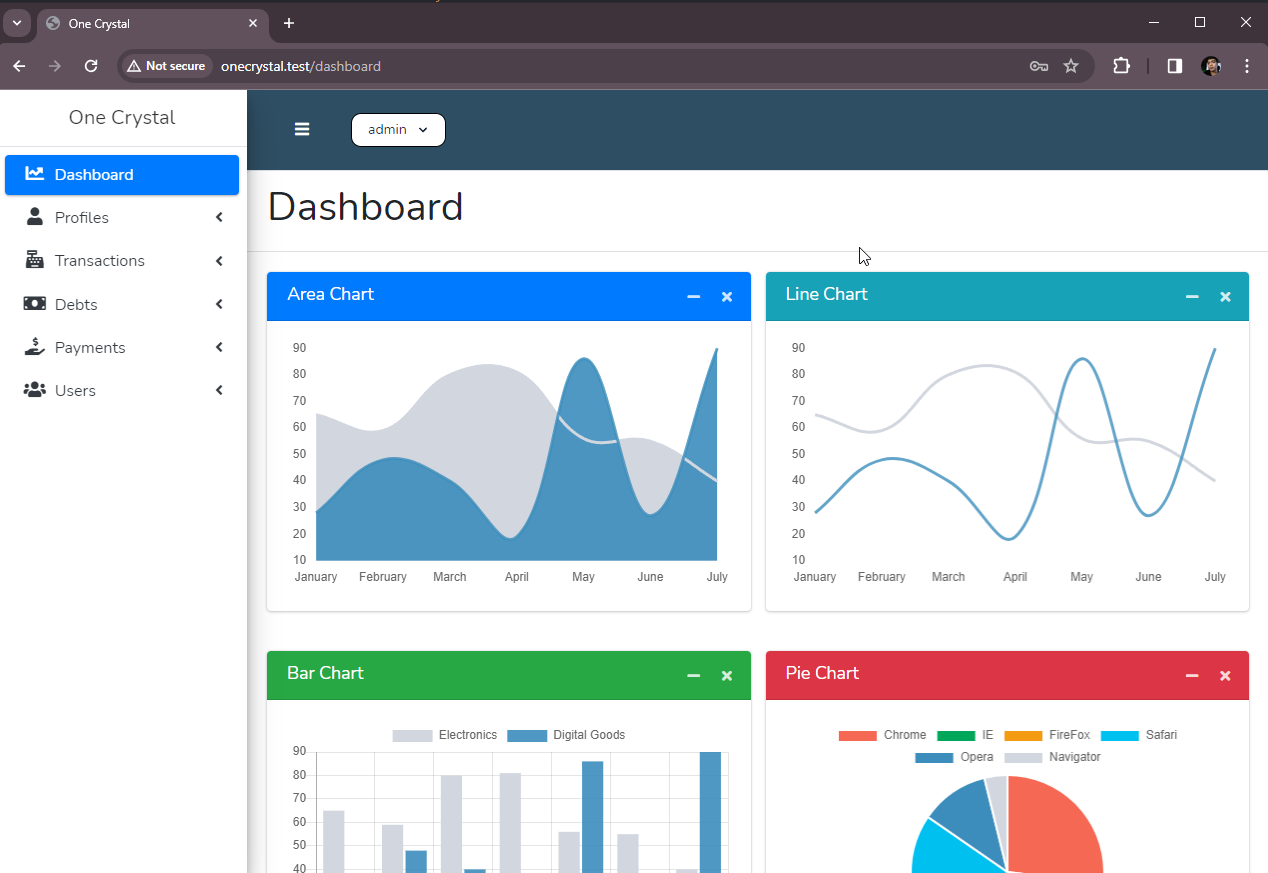 One Crystal
Not secure
onecrystal.test/dashboard
One Crystal
admin
Dashboard
Profiles
Transactions
Debts
Payments
Users
Dashboard
Area Chart
90
80
70
60
50
40
30
20
10
January February March April May June July
Line Chart
90
80
70
60
50
40
30
20
10
January February March April May June July
Bar Chart
Electronics Digital Goods
90
80
70
60
50
40
Pie Chart
Chrome IE FireFox Safari
Opera Navigator